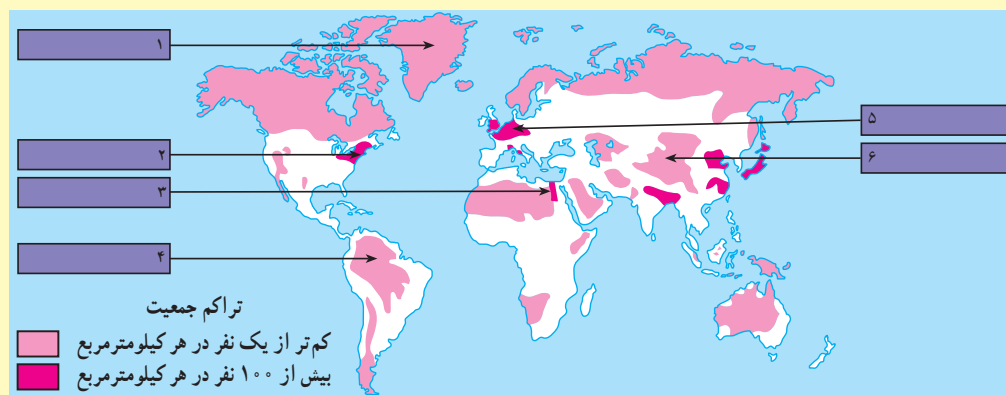 ۱
۲
۳
۴
۵
۶
تراکم جمعیت
کم‌تر از یک نفر در هر کیلومترمربع
بیش از ۱۰۰ نفر در هر کیلومترمربع